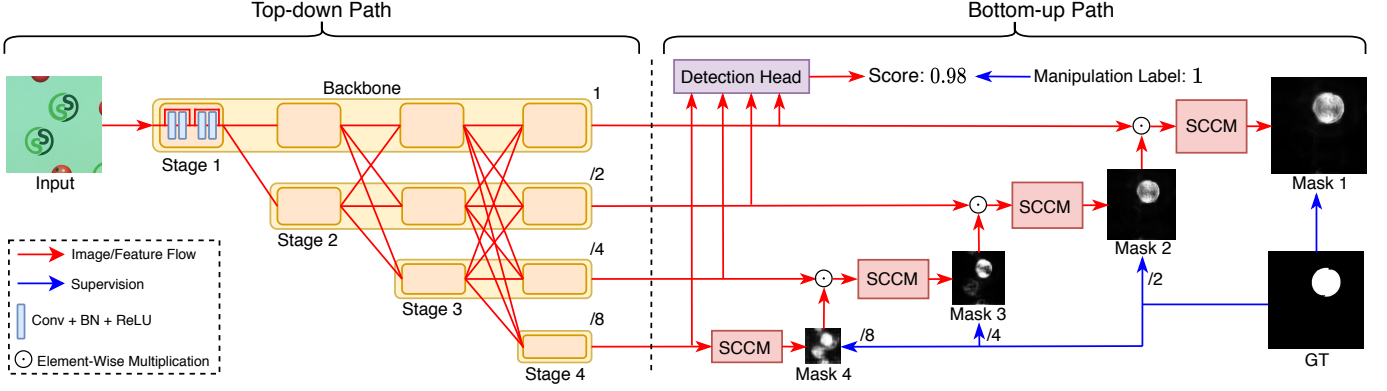 Top-down Path
Bottom-up Path
Backbone
1
Detection Head
Score: 0.98
Manipulation Label: 1
SCCM
Input
Stage 1
Mask 1
/2
SCCM
Stage 2
Mask 2
/4
SCCM
Stage 3
Mask 3
/2
/8
SCCM
Stage 4
Mask 4
/8
/4
GT
Image/Feature Flow
Supervision
Conv + BN + ReLU
Element-Wise Multiplication